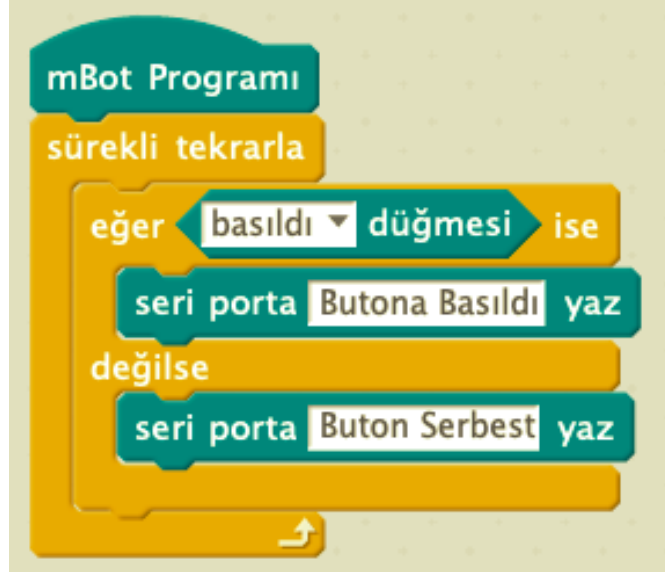 mBot Programı
sürekli tekrarla
eğer basıldı düğmesi ise
seri porta Butona Basıldı yaz
değilse
seri porta Buton Serbest yaz